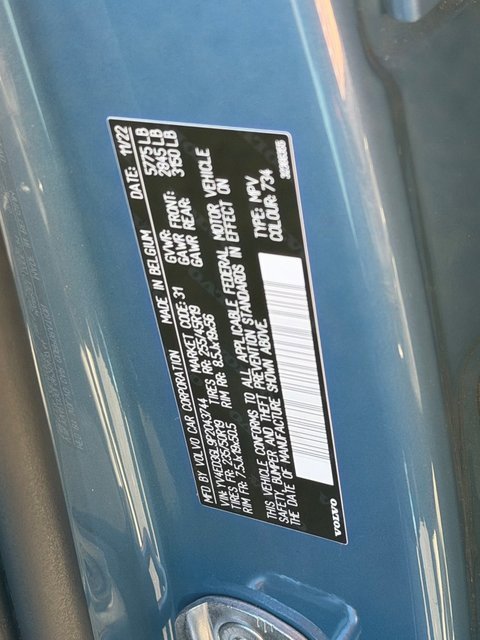 MFD BY VOLVO CAR CORPORATION MADE IN BELGIUM DATE: 11/22
VIN: YV4ED3GL9P2043744 MARKET CODE: 31 GVWR: 5775 LB
TIRES FR: 235/50R19 TIRES RR: 255/45R19 GAWR FRONT: 2845 LB
RIM FR: 7.5Jx19x50.5 RIM RR: 8.5Jx19x56 GAWR REAR: 3150 LB
THIS VEHICLE CONFORMS TO ALL APPLICABLE FEDERAL MOTOR VEHICLE
SAFETY, BUMPER AND THEFT PREVENTION STANDARDS IN EFFECT ON
THE DATE OF MANUFACTURE SHOWN ABOVE.
TYPE: MPV
COLOUR: 734
VOLVO